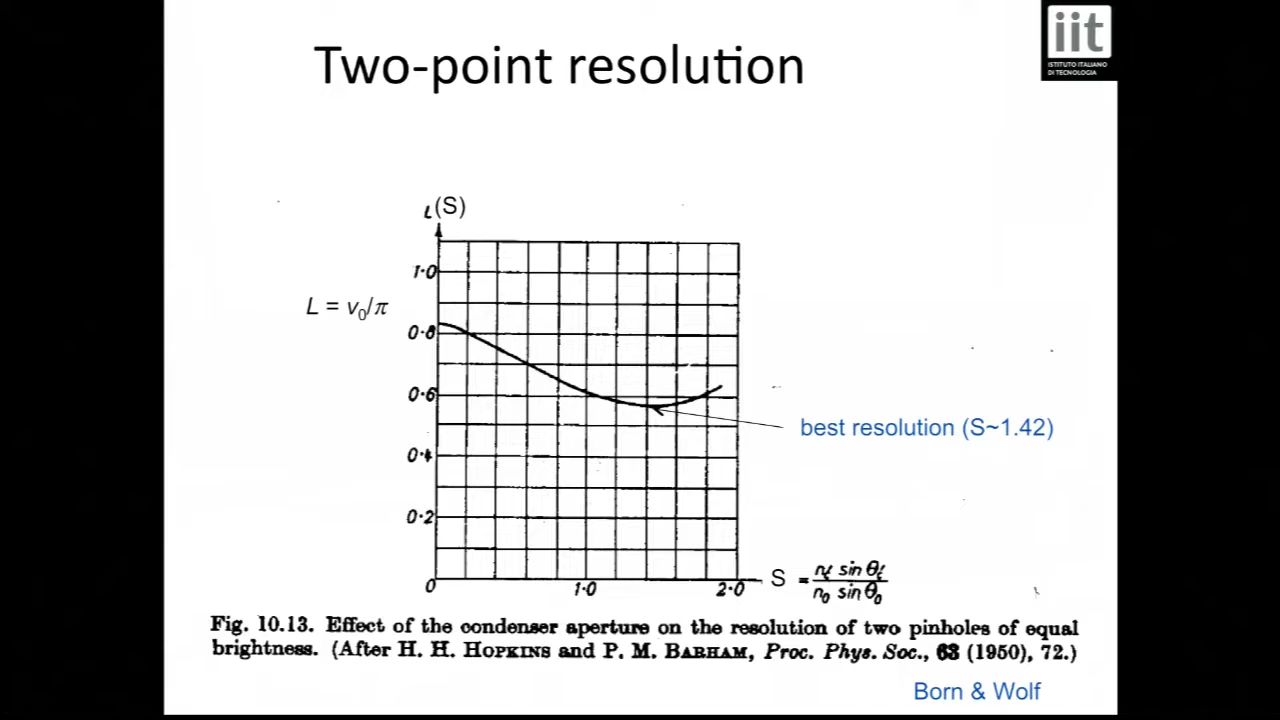 Two-point resolution
iit
ISTITUTO ITALIANO
DI TECNOLOGIA
L(S)
1·0
L = v₀/π
0·8
0·6
best resolution (S~1.42)
0·4
0·2
0
1·0
2·0
S = n_c sin θ_c / n₀ sin θ₀
Fig. 10.13. Effect of the condenser aperture on the resolution of two pinholes of equal
brightness. (After H. H. HOPKINS and P. M. BARHAM, Proc. Phys. Soc., 63 (1950), 72.)
Born & Wolf